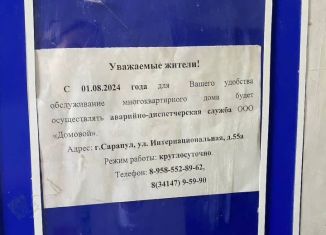 Уважаемые жители!
С 01.08.2024 года для Вашего удобства
обслуживание многоквартирного дома будет
осуществлять аварийно-диспетчерская служба ООО
«Домовой».
Адрес: г.Сарапул, ул. Интернациональная, д.55а
Режим работы: круглосуточно.
Телефон: 8-958-552-89-62,
8(34147) 9-59-90